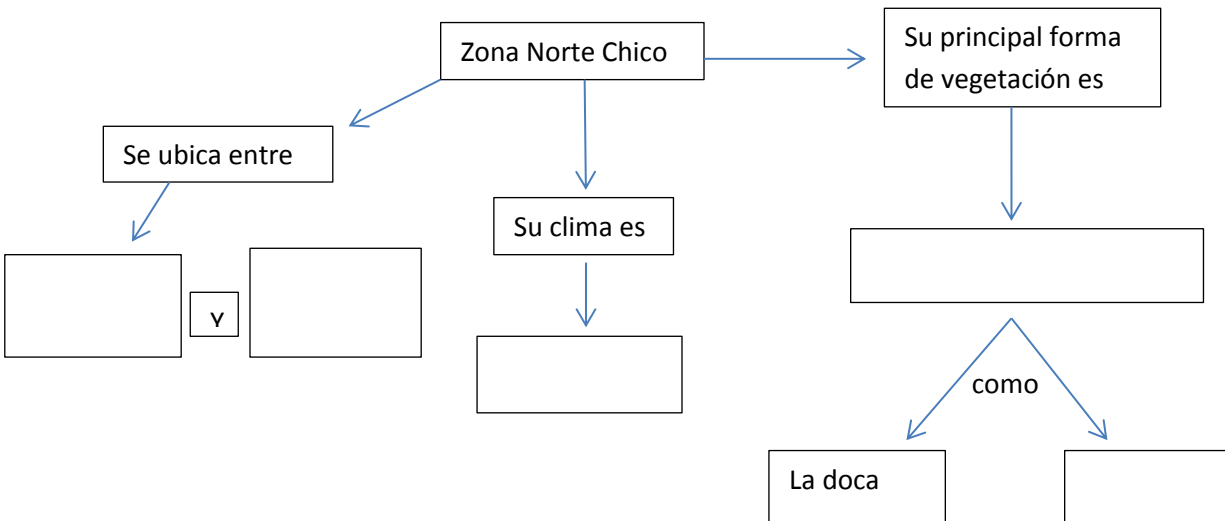 Zona Norte Chico
Su principal forma
de vegetación es
Se ubica entre
Su clima es
y
como
La doca